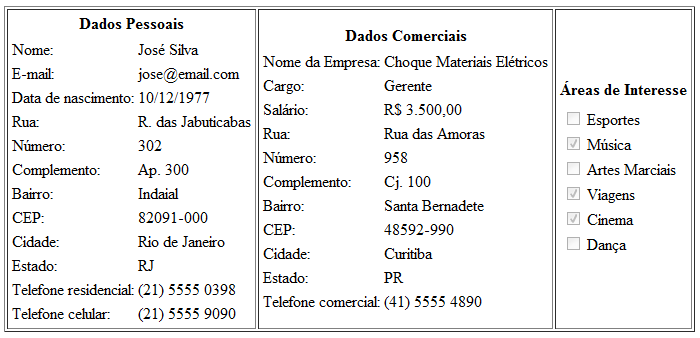 Dados Pessoais
Nome: José Silva
E-mail: jose@email.com
Data de nascimento: 10/12/1977
Rua: R. das Jabuticabas
Número: 302
Complemento: Ap. 300
Bairro: Indaial
CEP: 82091-000
Cidade: Rio de Janeiro
Estado: RJ
Telefone residencial: (21) 5555 0398
Telefone celular: (21) 5555 9090
Dados Comerciais
Nome da Empresa: Choque Materiais Elétricos
Cargo: Gerente
Salário: R$ 3.500,00
Rua: Rua das Amoras
Número: 958
Complemento: Cj. 100
Bairro: Santa Bernadete
CEP: 48592-990
Cidade: Curitiba
Estado: PR
Telefone comercial: (41) 5555 4890
Áreas de Interesse
Esportes
Música
Artes Marciais
Viagens
Cinema
Dança